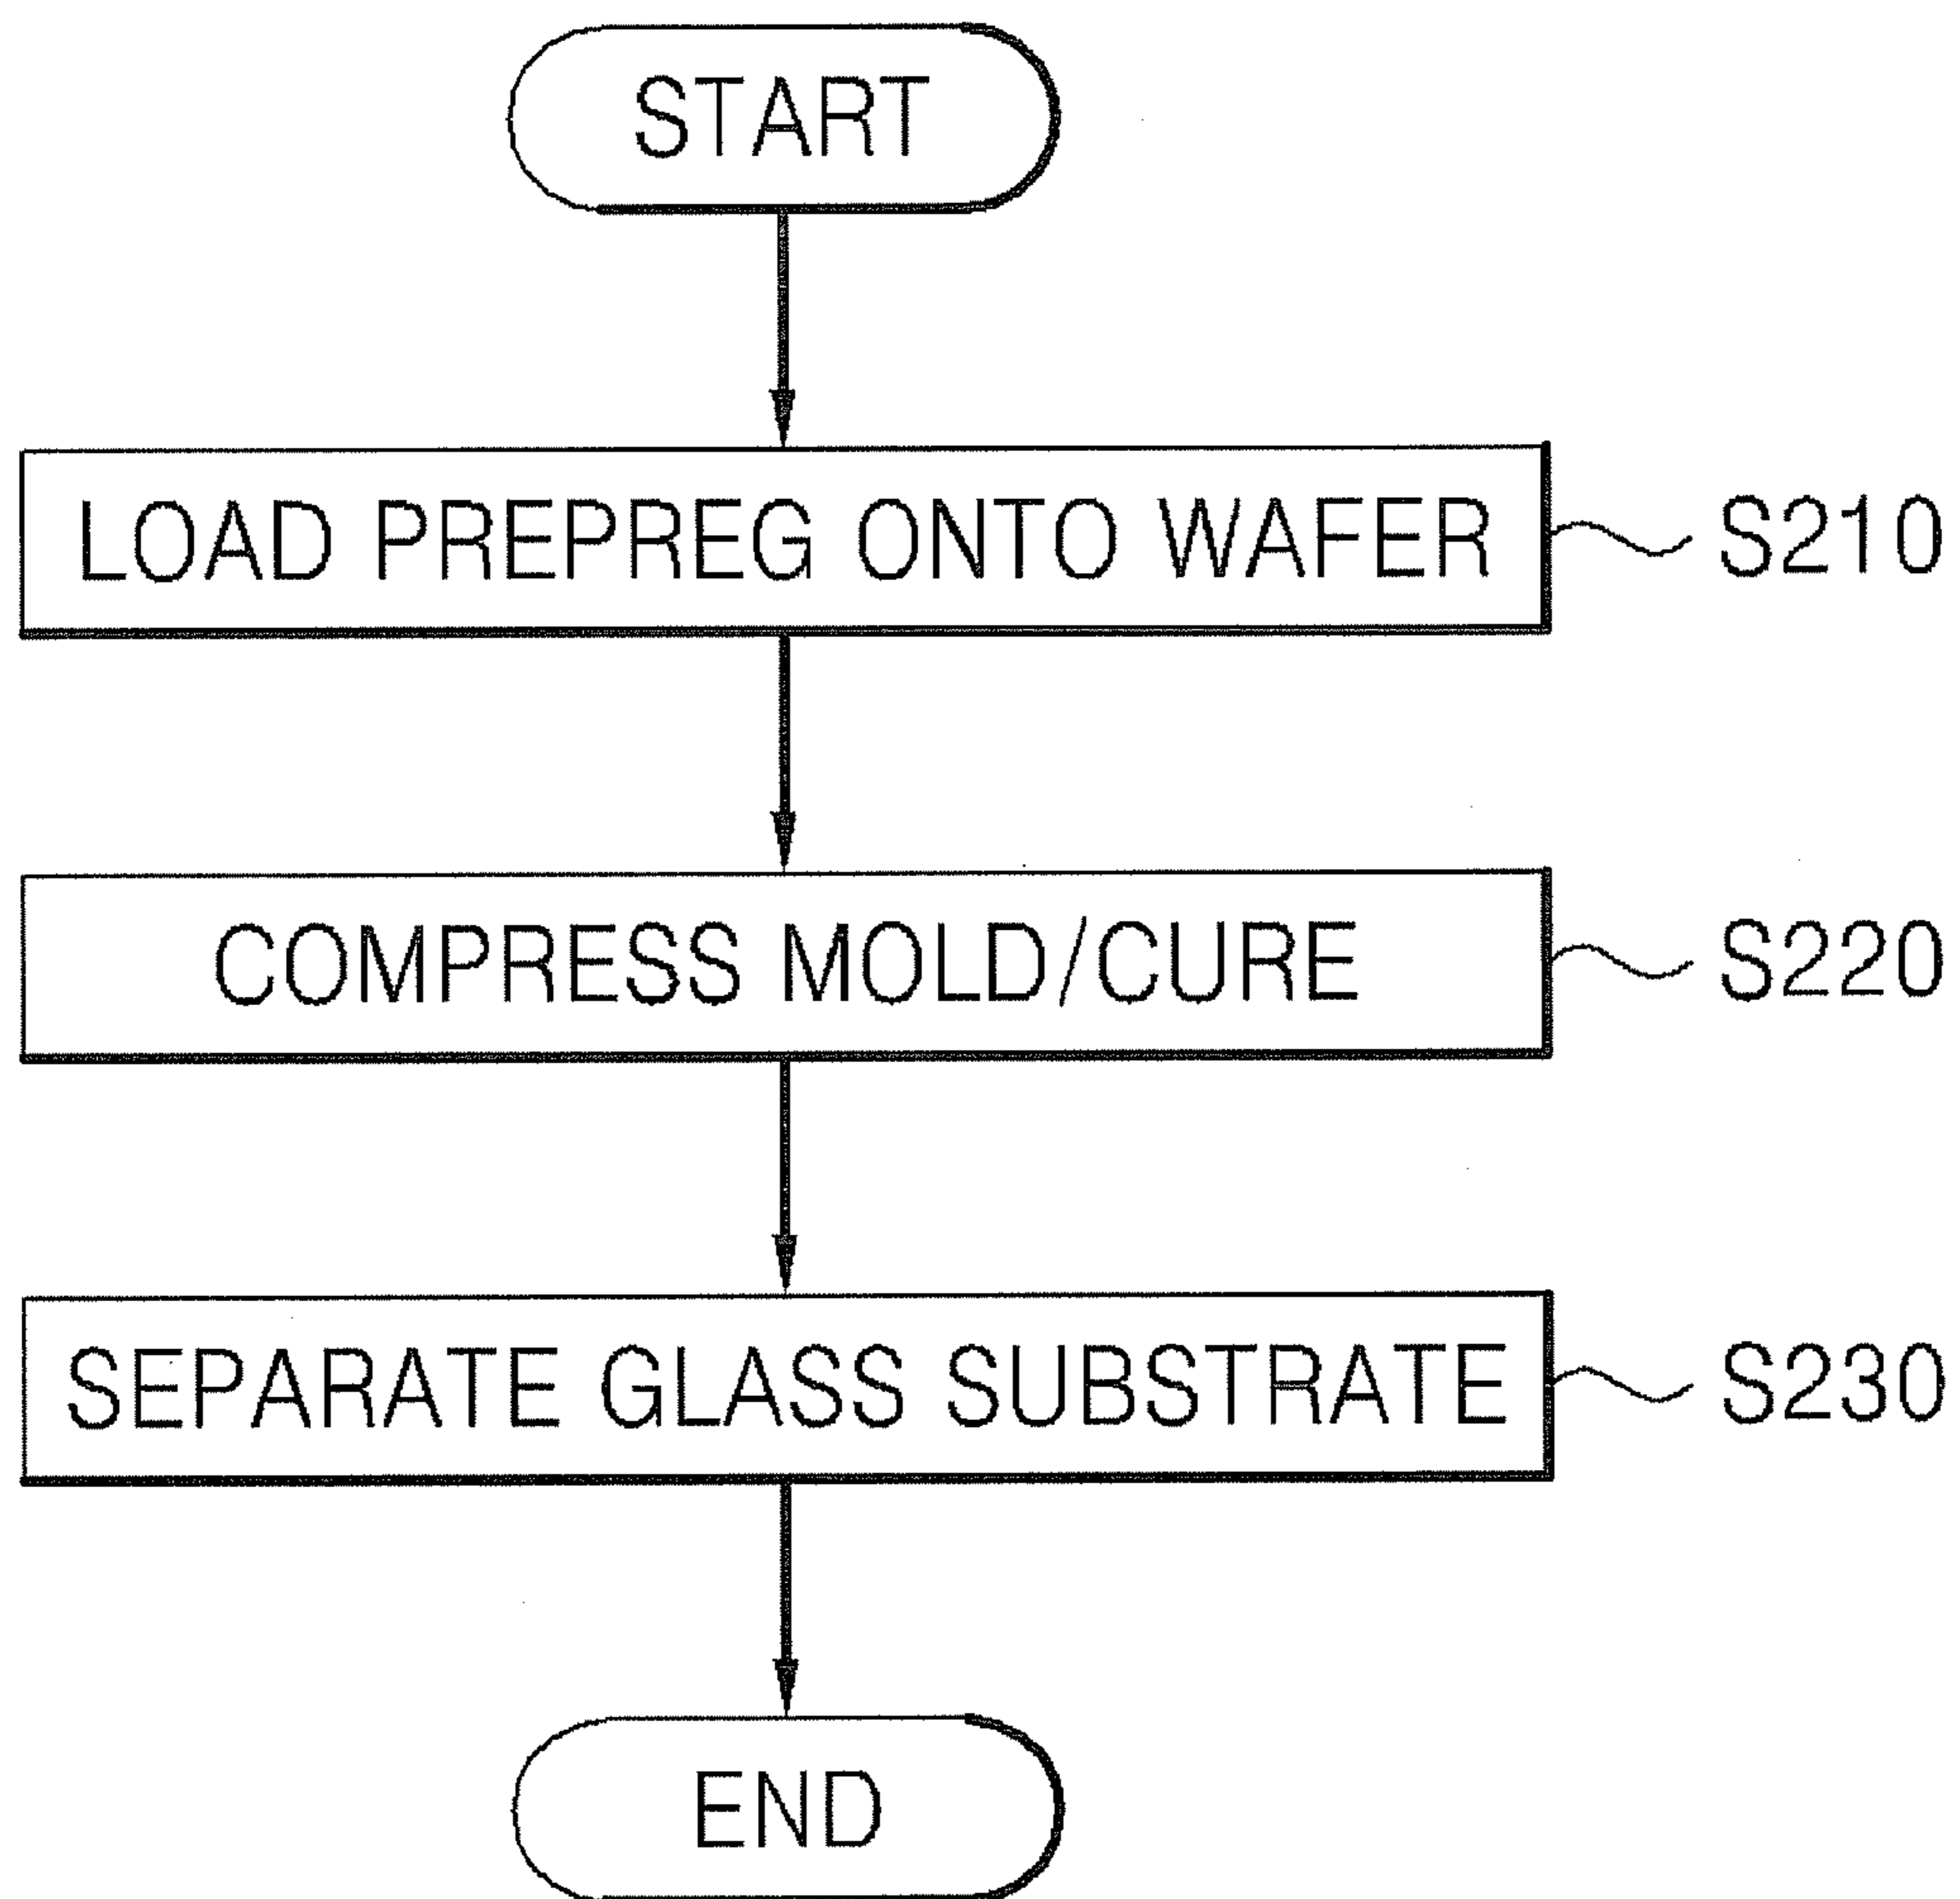 START
LOAD PREPREG ONTO WAFER
S210
COMPRESS MOLD/CURE
S220
SEPARATE GLASS SUBSTRATE
S230
END